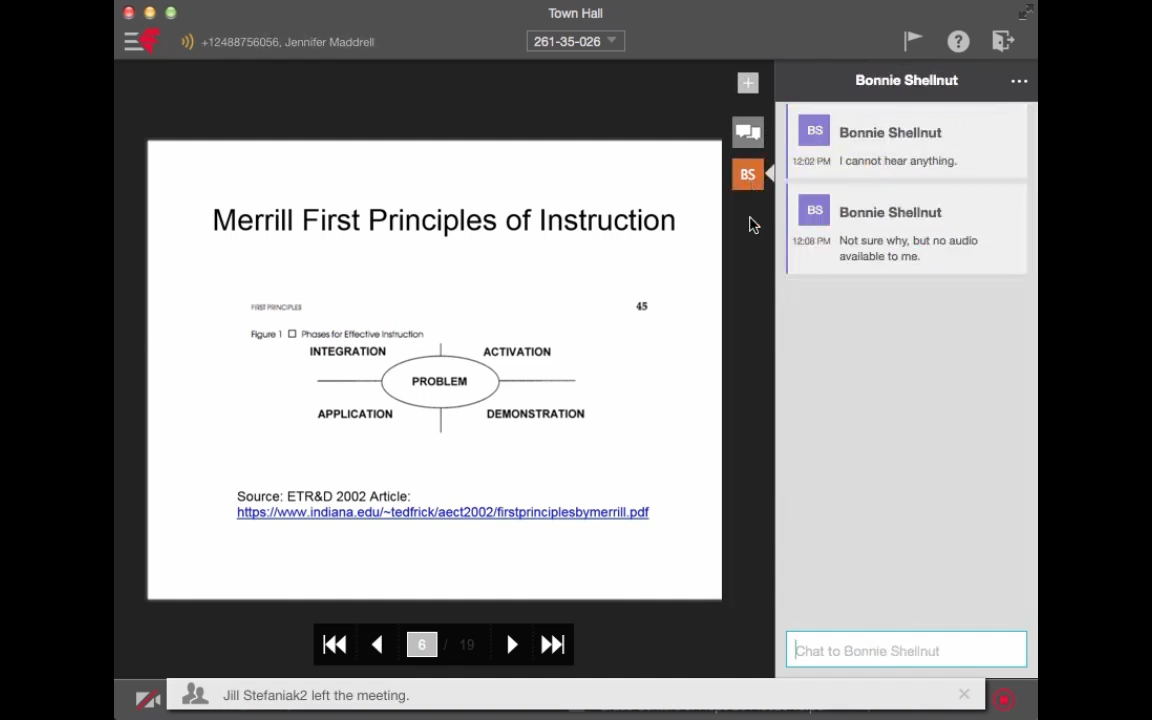 Town Hall
+12488756056, Jennifer Maddrell
261-35-026
?
Bonnie Shellnut
BS
Bonnie Shellnut
12:02 PM I cannot hear anything.
BS
BS
Bonnie Shellnut
12:08 PM Not sure why, but no audio
available to me.
Merrill First Principles of Instruction
FIRST PRINCIPLES
45
Figure 1 □ Phases for Effective Instruction
INTEGRATION
ACTIVATION
PROBLEM
APPLICATION
DEMONSTRATION
Source: ETR&D 2002 Article:
https://www.indiana.edu/~tedfrick/aect2002/firstprinciplesbymerrill.pdf
6 / 19
Chat to Bonnie Shellnut
Jill Stefaniak2 left the meeting.